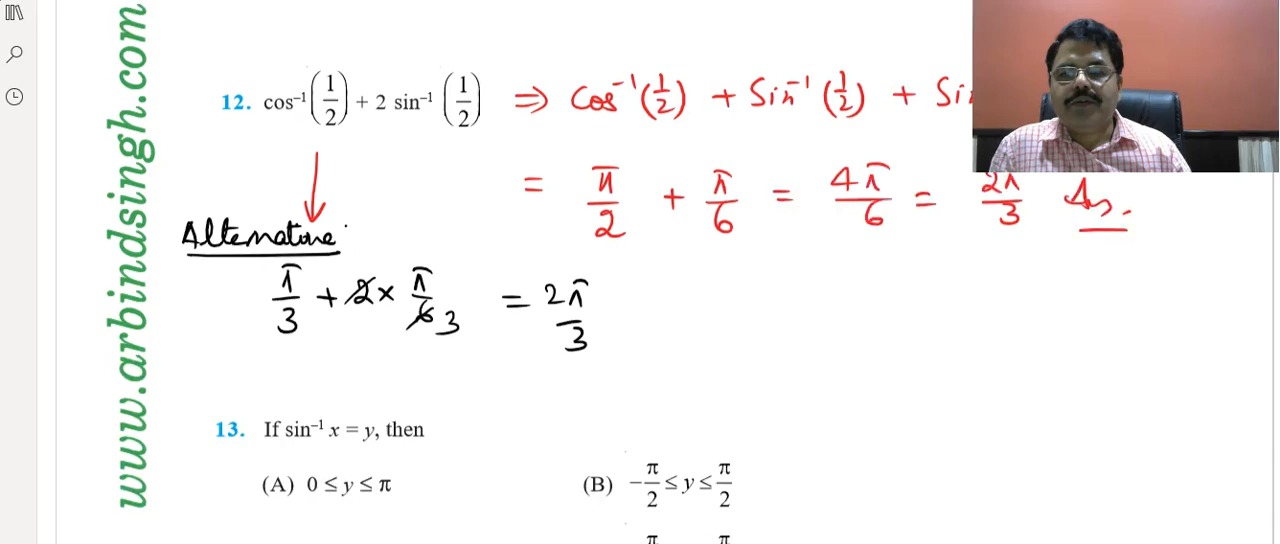 www.arbindsingh.com
12. cos⁻¹(1/2) + 2 sin⁻¹(1/2) ⇒ Cos⁻¹(1/2) + Sin⁻¹(1/2) + Si
= π/2 + π/6 = 4π/6 = 2π/3 Ans.
Alternative
π/3 + 2 × π/6 3 = 2π/3
13. If sin⁻¹ x = y, then
(A) 0 ≤ y ≤ π (B) −π/2 ≤ y ≤ π/2
π π